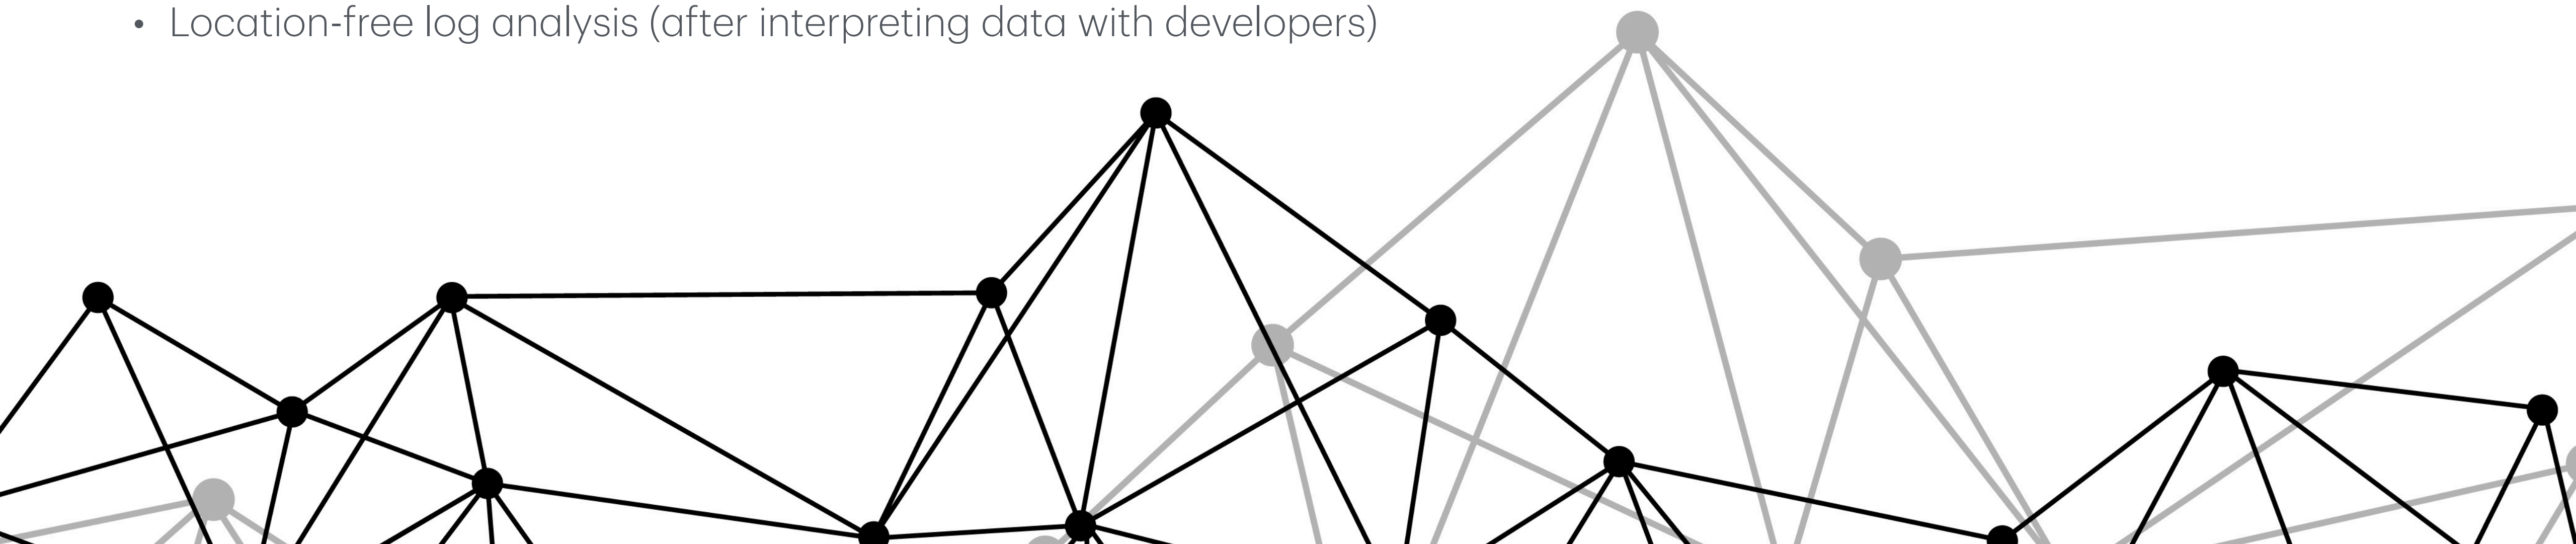 • Location-free log analysis (after interpreting data with developers)